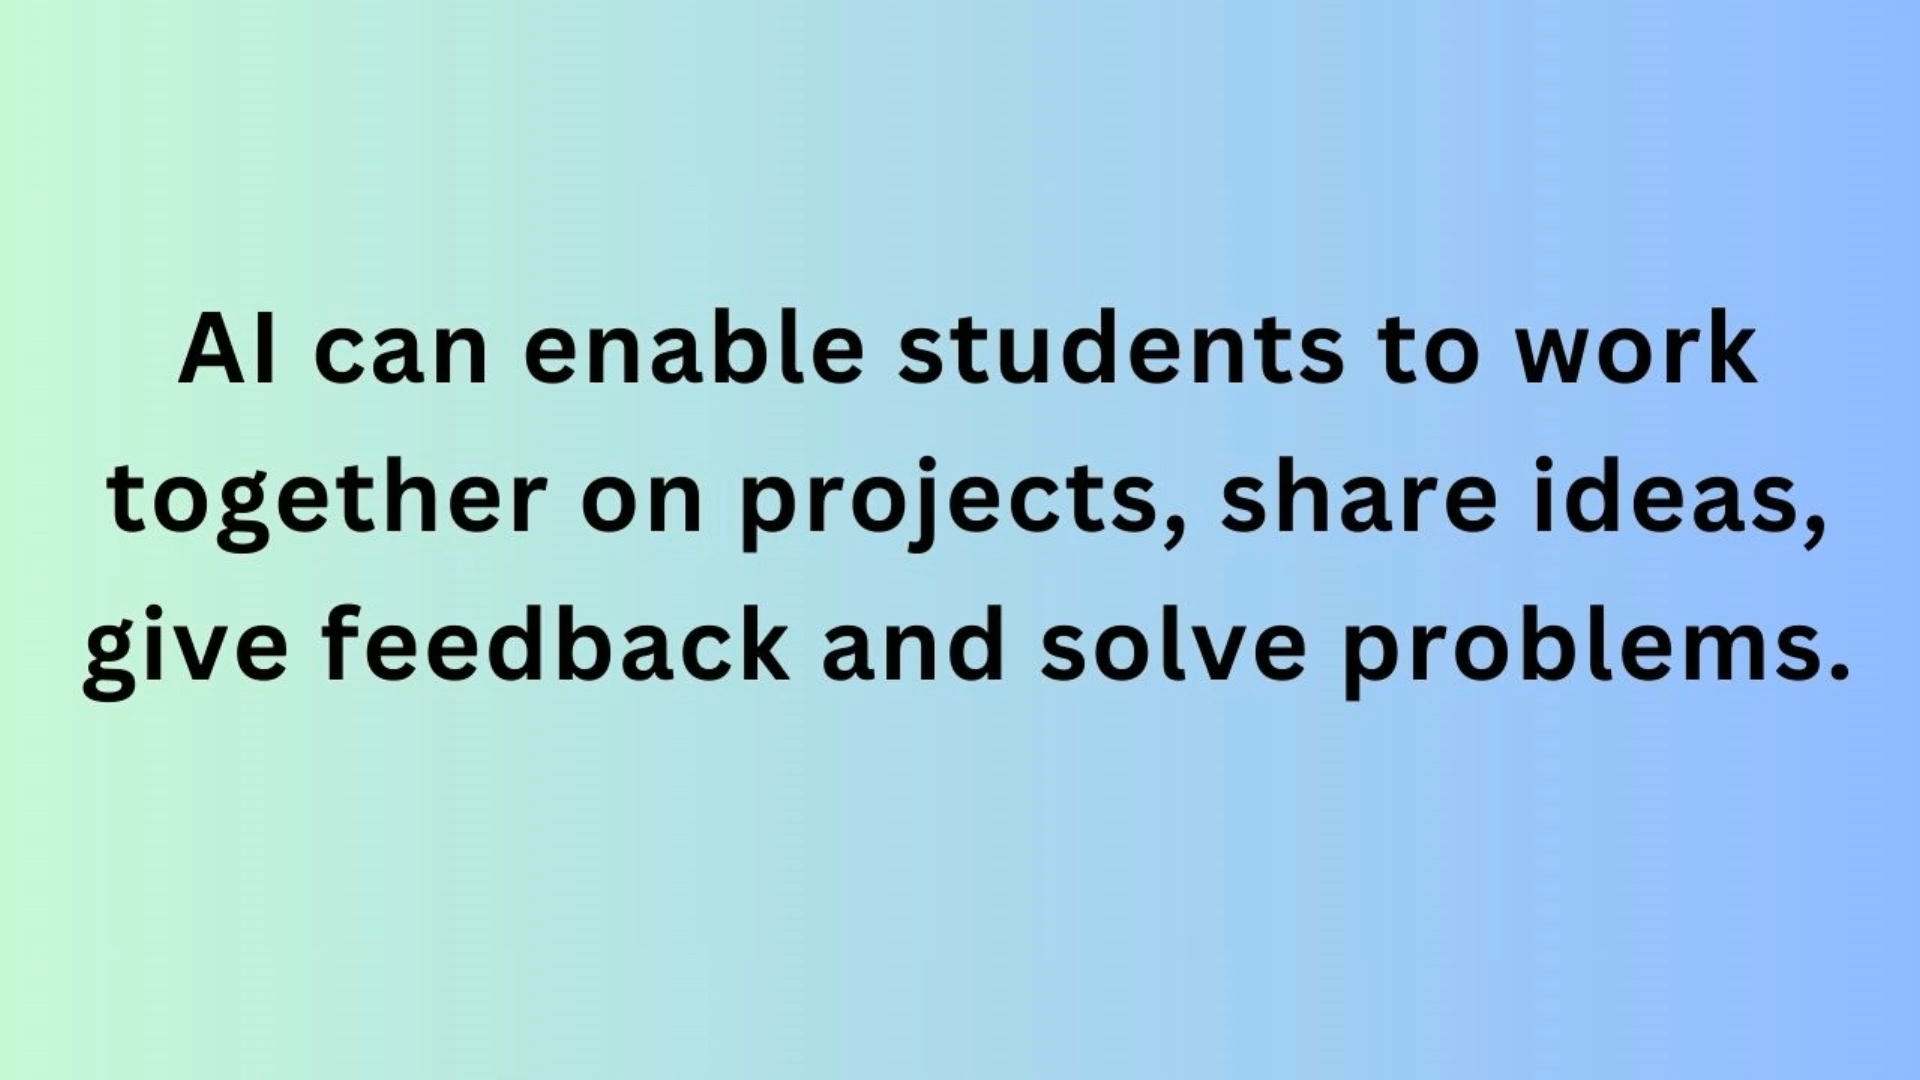 AI can enable students to work
together on projects, share ideas,
give feedback and solve problems.